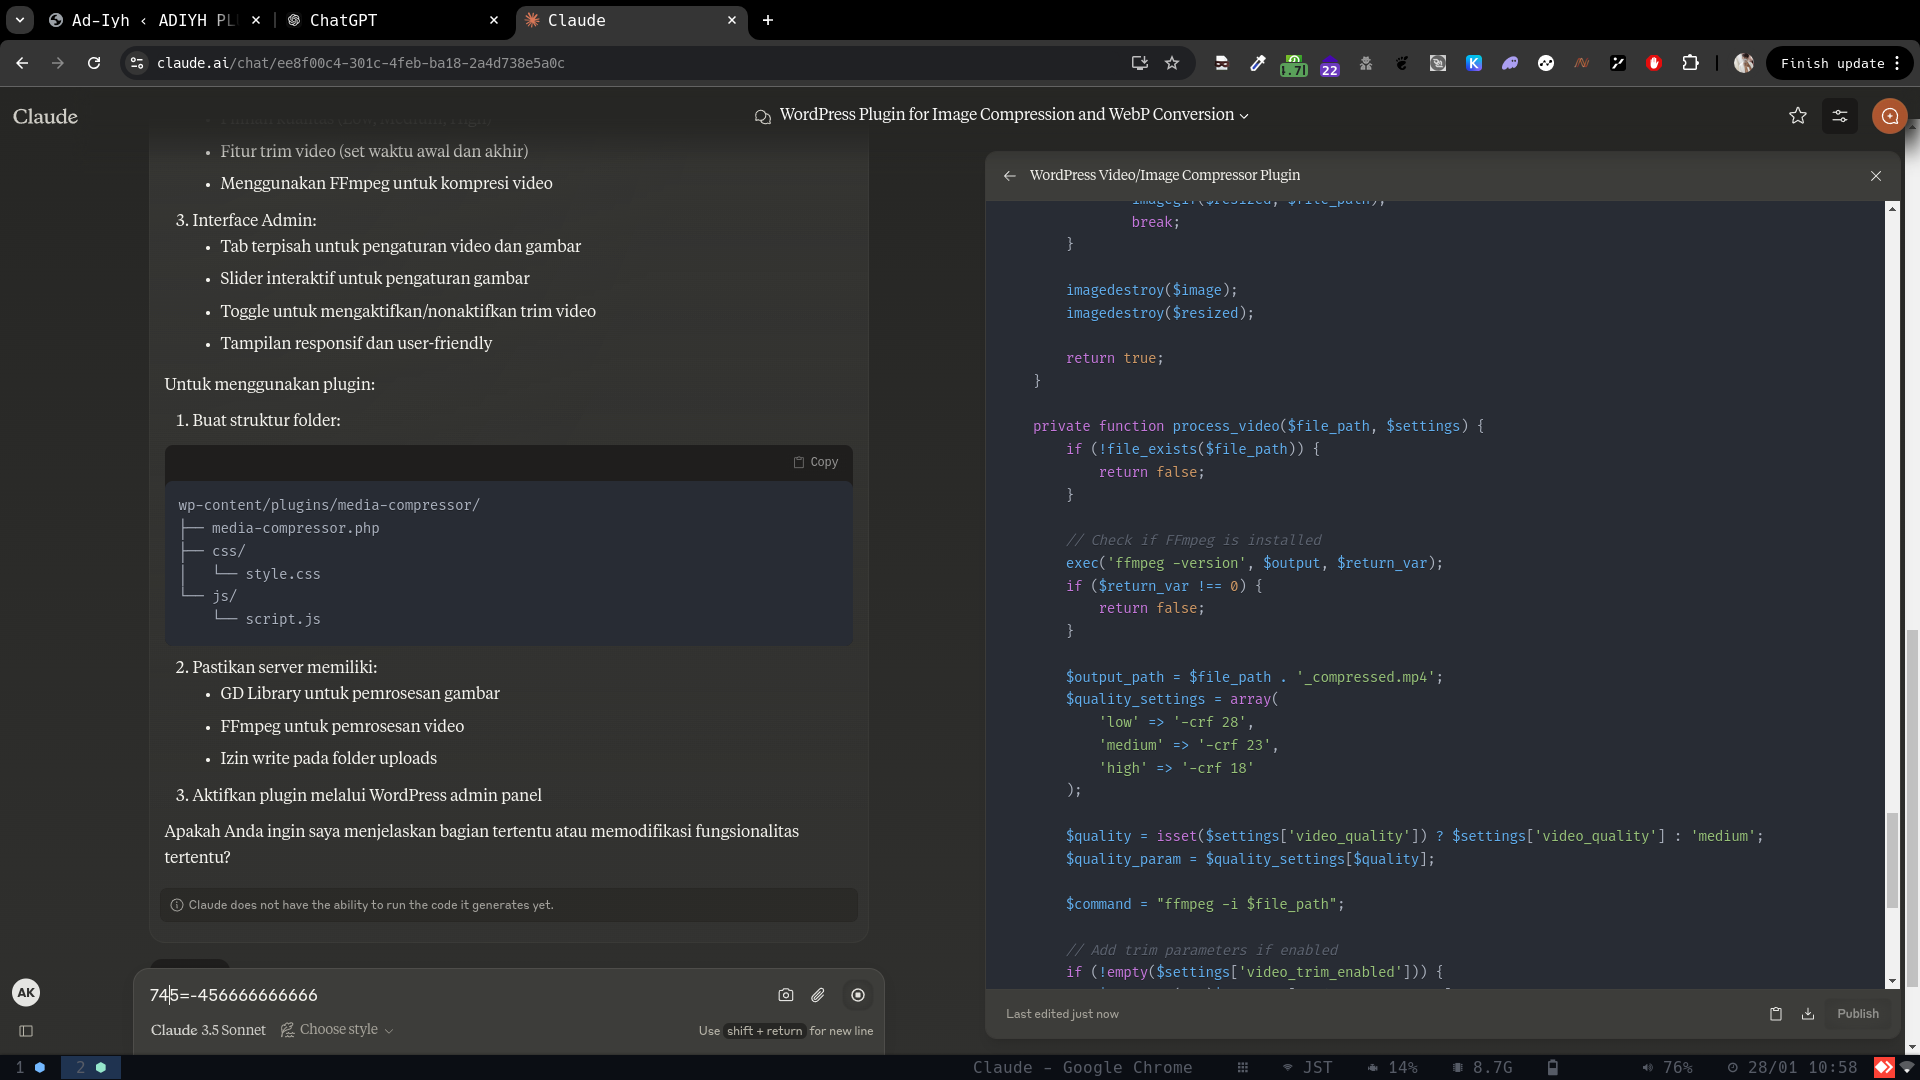 Ad-Iyh ‹ ADIYH PL
ChatGPT
Claude
claude.ai/chat/ee8f00c4-301c-4feb-ba18-2a4d738e5a0c
22
Finish update
Claude
WordPress Plugin for Image Compression and WebP Conversion
Fitur trim video (set waktu awal dan akhir)
Menggunakan FFmpeg untuk kompresi video
3. Interface Admin:
Tab terpisah untuk pengaturan video dan gambar
Slider interaktif untuk pengaturan gambar
Toggle untuk mengaktifkan/nonaktifkan trim video
Tampilan responsif dan user-friendly
Untuk menggunakan plugin:
1. Buat struktur folder:
Copy
wp-content/plugins/media-compressor/
├── media-compressor.php
├── css/
│   └── style.css
└── js/
    └── script.js
2. Pastikan server memiliki:
GD Library untuk pemrosesan gambar
FFmpeg untuk pemrosesan video
Izin write pada folder uploads
3. Aktifkan plugin melalui WordPress admin panel
Apakah Anda ingin saya menjelaskan bagian tertentu atau memodifikasi fungsionalitas
tertentu?
Claude does not have the ability to run the code it generates yet.
AK
745=-456666666666
Claude 3.5 Sonnet Choose style
Use shift + return for new line
WordPress Video/Image Compressor Plugin
imagegif($resized, $file_path);
break;
}
imagedestroy($image);
imagedestroy($resized);
return true;
}
private function process_video($file_path, $settings) {
if (!file_exists($file_path)) {
return false;
}
// Check if FFmpeg is installed
exec('ffmpeg -version', $output, $return_var);
if ($return_var !== 0) {
return false;
}
$output_path = $file_path . '_compressed.mp4';
$quality_settings = array(
'low' => '-crf 28',
'medium' => '-crf 23',
'high' => '-crf 18'
);
$quality = isset($settings['video_quality']) ? $settings['video_quality'] : 'medium';
$quality_param = $quality_settings[$quality];
$command = "ffmpeg -i $file_path";
// Add trim parameters if enabled
if (!empty($settings['video_trim_enabled'])) {
Last edited just now
Publish
1
2
Claude - Google Chrome
JST
14%
8.7G
76%
28/01 10:58